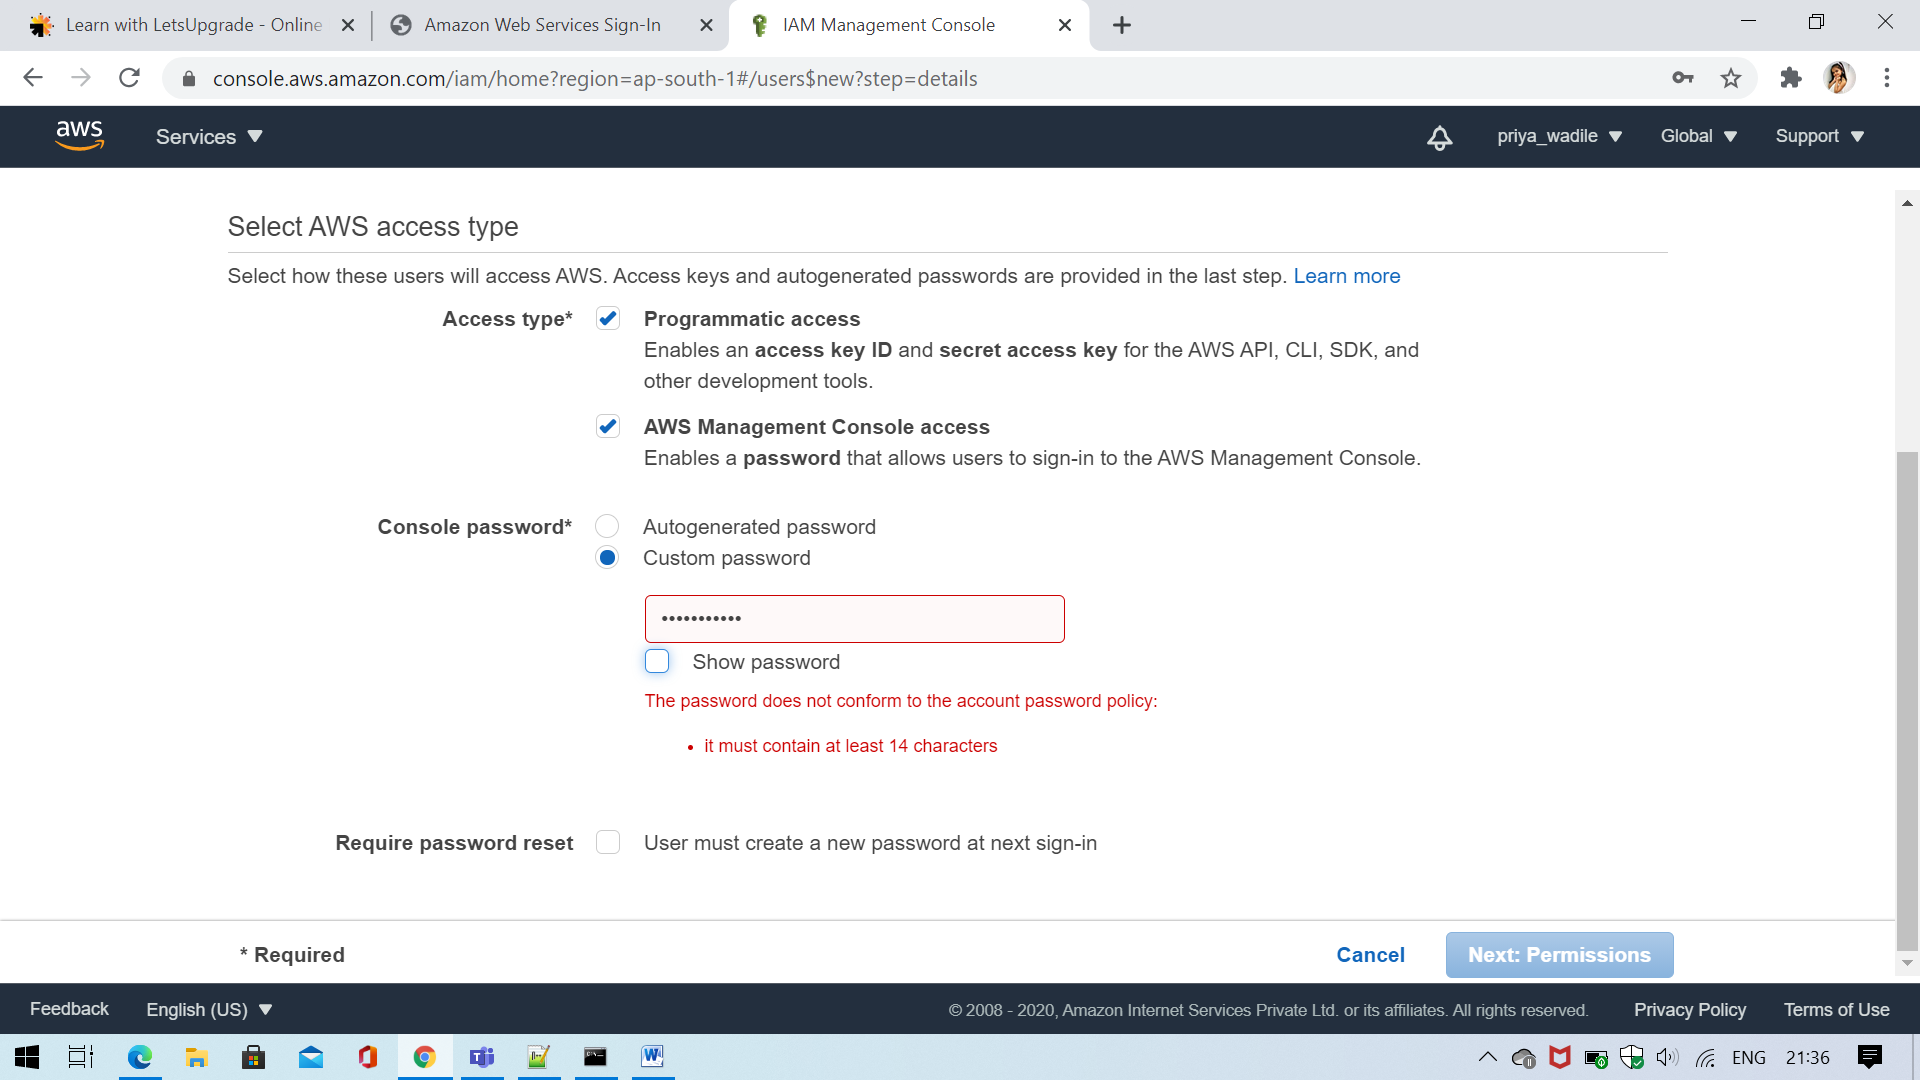 Learn with LetsUpgrade - Online
Amazon Web Services Sign-In
IAM Management Console
console.aws.amazon.com/iam/home?region=ap-south-1#/users$new?step=details
aws
Services
priya_wadile
Global
Support
Select AWS access type
Select how these users will access AWS. Access keys and autogenerated passwords are provided in the last step. Learn more
Access type*
Programmatic access
Enables an access key ID and secret access key for the AWS API, CLI, SDK, and
other development tools.
AWS Management Console access
Enables a password that allows users to sign-in to the AWS Management Console.
Console password*
Autogenerated password
Custom password
•••••••••••
Show password
The password does not conform to the account password policy:
• it must contain at least 14 characters
Require password reset
User must create a new password at next sign-in
* Required
Cancel
Next: Permissions
Feedback
English (US)
© 2008 - 2020, Amazon Internet Services Private Ltd. or its affiliates. All rights reserved.
Privacy Policy
Terms of Use
ENG
21:36